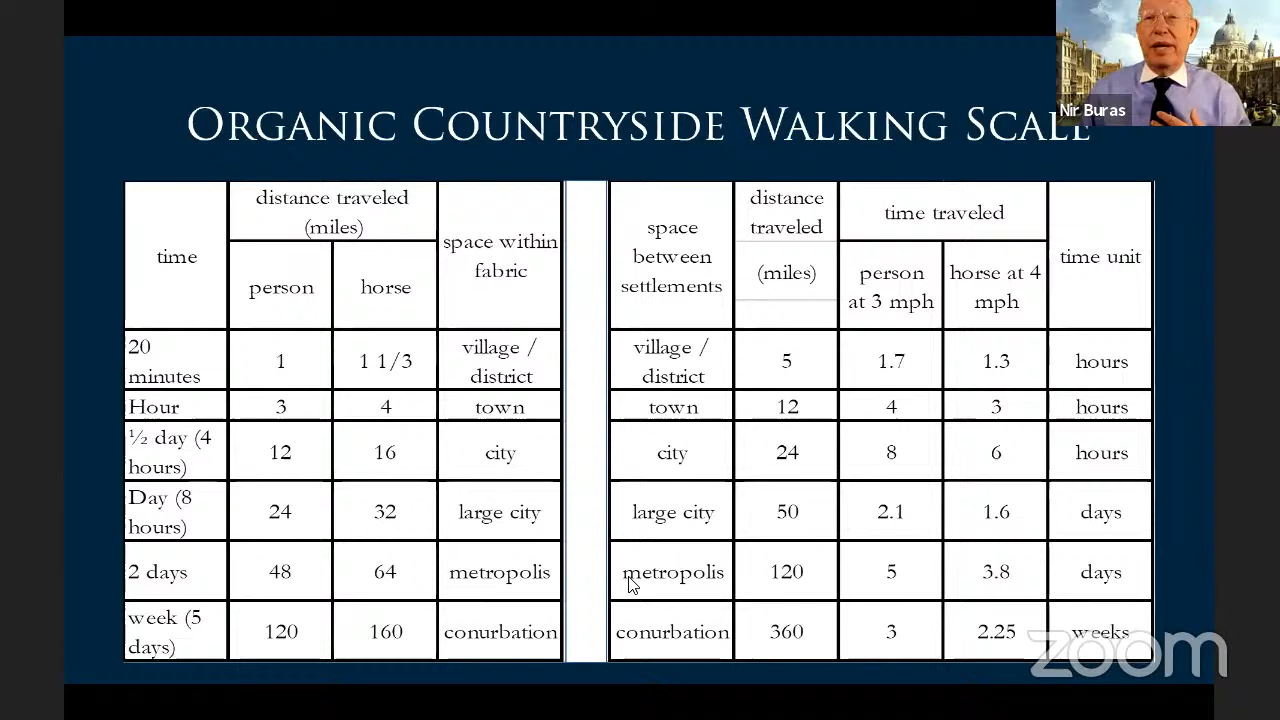 Nir Buras
ORGANIC COUNTRYSIDE WALKING SCALE
time
distance traveled
(miles)
person
horse
space within
fabric
20
minutes
1
1 1/3
village /
district
Hour
3
4
town
½ day (4
hours)
12
16
city
Day (8
hours)
24
32
large city
2 days
48
64
metropolis
week (5
days)
120
160
conurbation
space
between
settlements
distance
traveled
(miles)
time traveled
person
at 3 mph
horse at 4
mph
time unit
village /
district
5
1.7
1.3
hours
town
12
4
3
hours
city
24
8
6
hours
large city
50
2.1
1.6
days
metropolis
120
5
3.8
days
conurbation
360
3
2.25
weeks
zoom